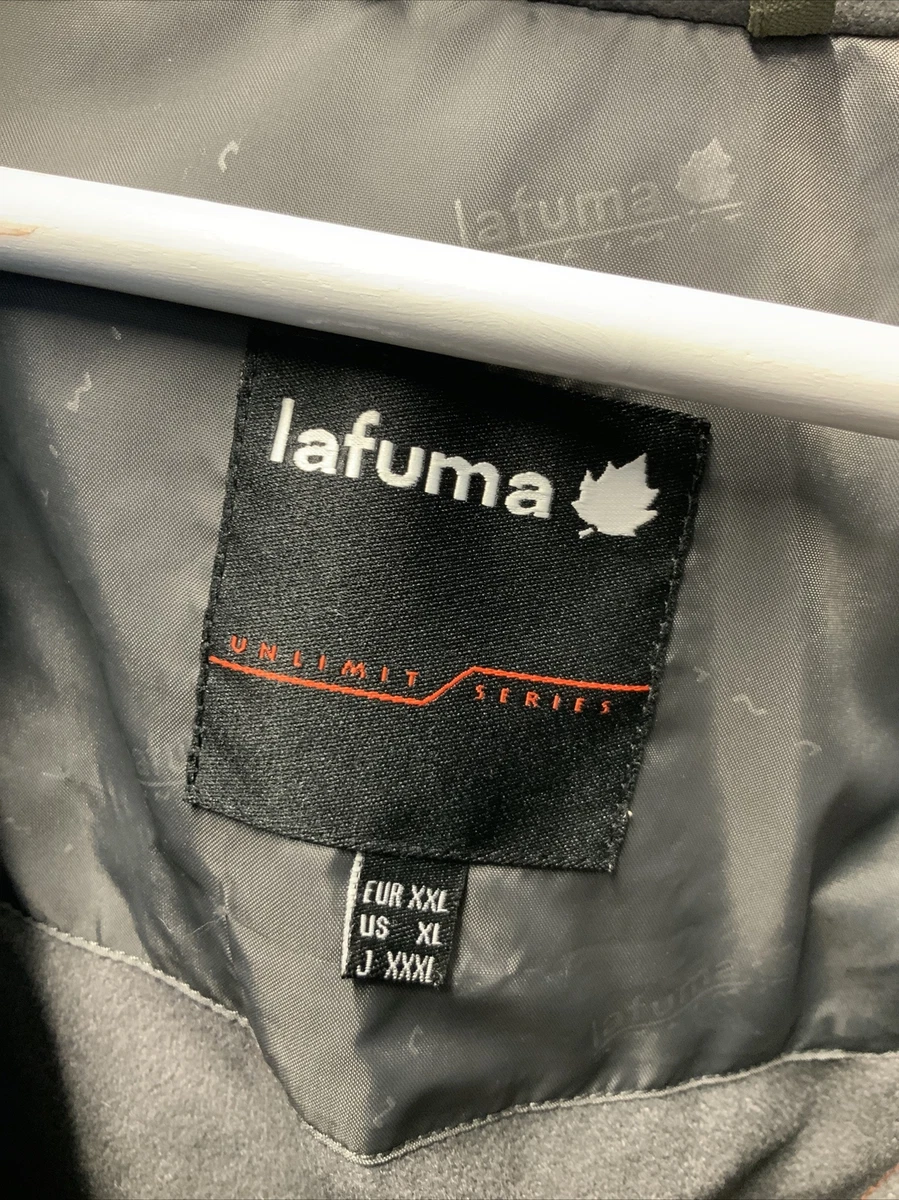 lafuma
lafuma
UNLIMIT SERIES
EUR XXL
US XL
J XXXL
lafuma